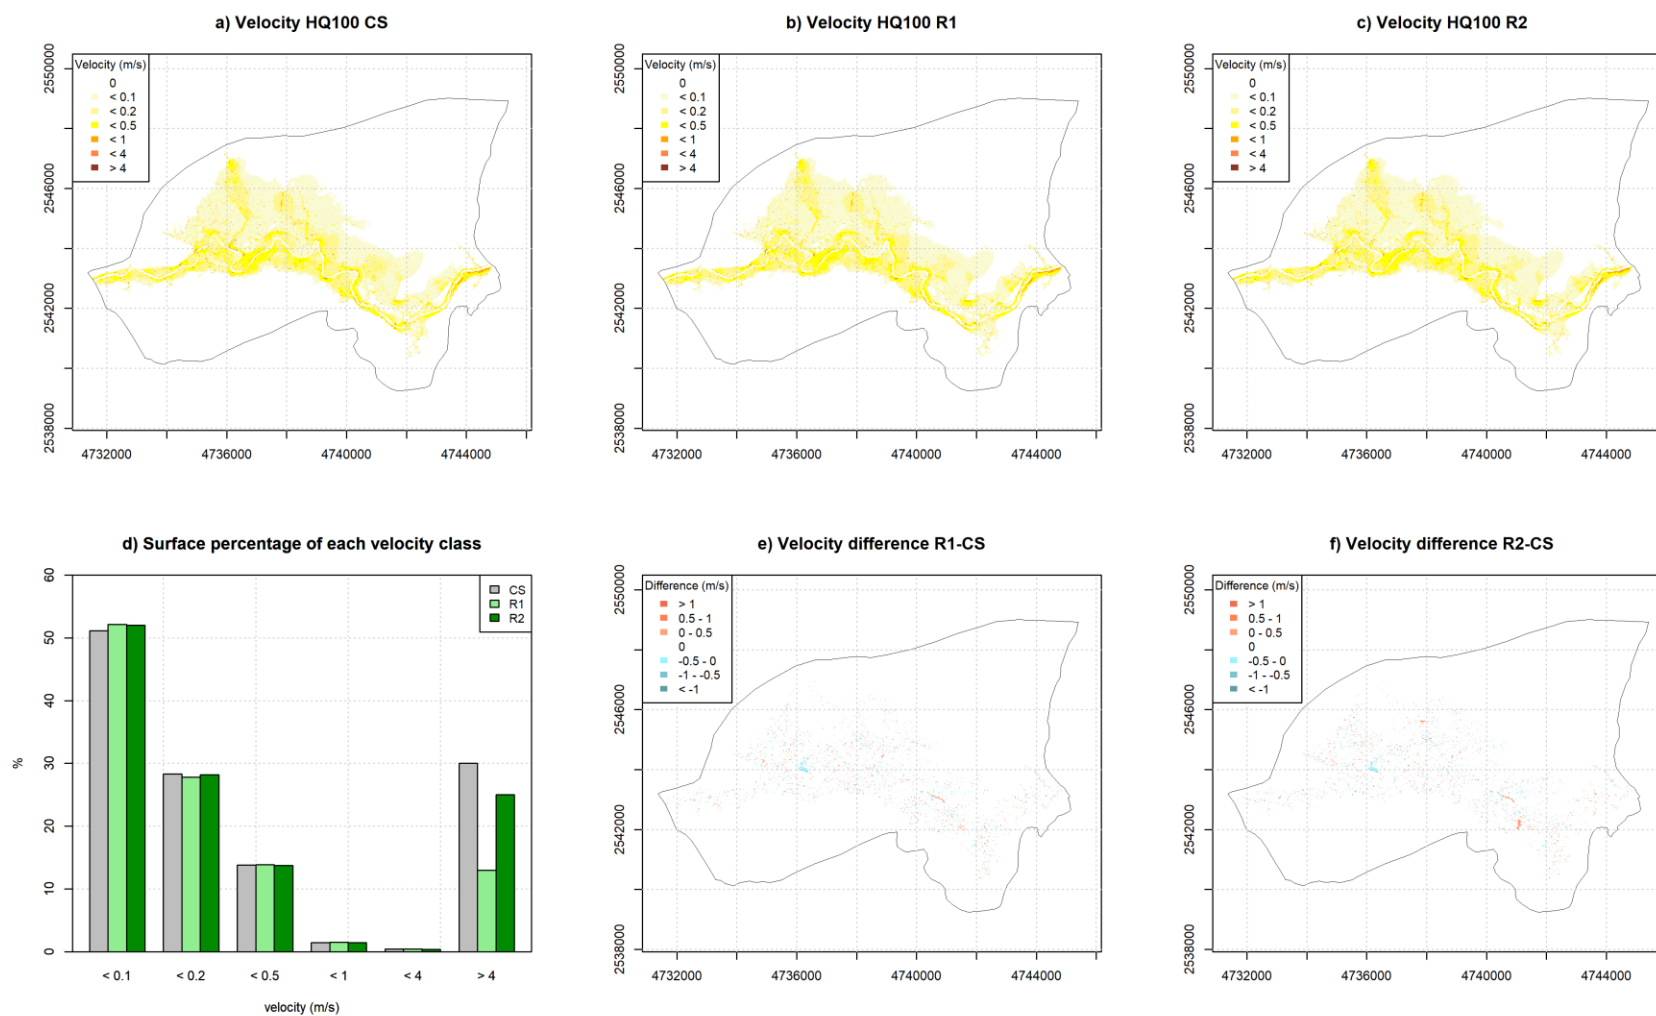 a) Velocity HQ100 CS
Velocity (m/s)
0
< 0.1
< 0.2
< 0.5
< 1
< 4
> 4
2550000
2546000
2542000
2538000
4732000 4736000 4740000 4744000
b) Velocity HQ100 R1
Velocity (m/s)
0
< 0.1
< 0.2
< 0.5
< 1
< 4
> 4
2550000
2546000
2542000
2538000
4732000 4736000 4740000 4744000
c) Velocity HQ100 R2
Velocity (m/s)
0
< 0.1
< 0.2
< 0.5
< 1
< 4
> 4
2550000
2546000
2542000
2538000
4732000 4736000 4740000 4744000
d) Surface percentage of each velocity class
CS
R1
R2
60
50
40
30
20
10
0
%
< 0.1 < 0.2 < 0.5 < 1 < 4 > 4
velocity (m/s)
e) Velocity difference R1-CS
Difference (m/s)
> 1
0.5 - 1
0 - 0.5
0
-0.5 - 0
-1 - -0.5
< -1
2550000
2546000
2542000
2538000
4732000 4736000 4740000 4744000
f) Velocity difference R2-CS
Difference (m/s)
> 1
0.5 - 1
0 - 0.5
0
-0.5 - 0
-1 - -0.5
< -1
2550000
2546000
2542000
2538000
4732000 4736000 4740000 4744000